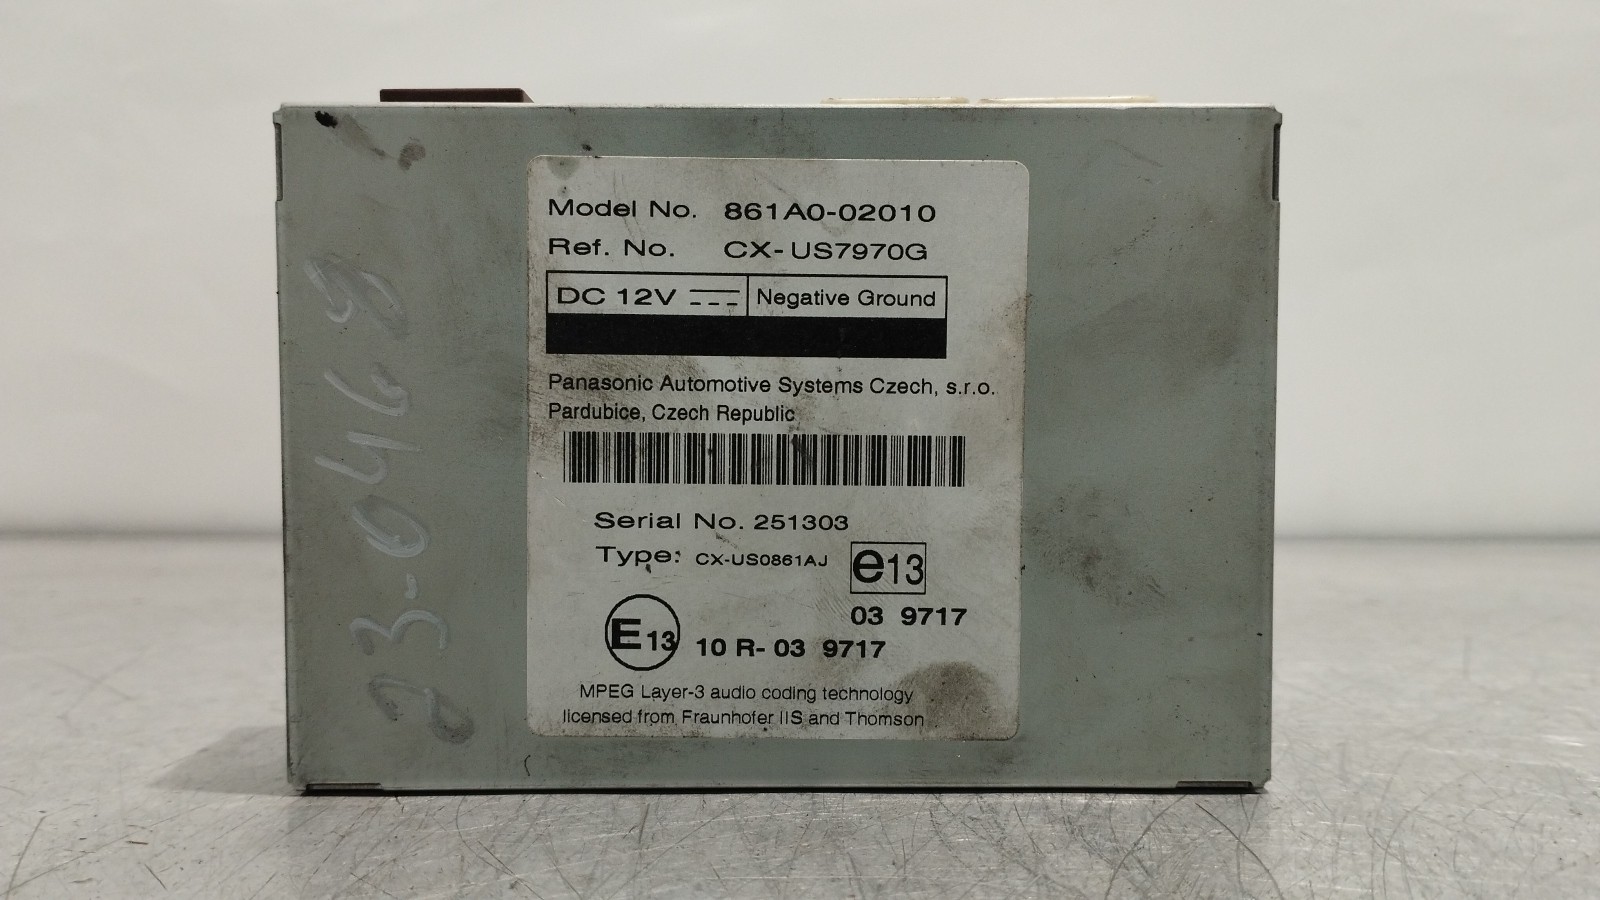 Model No. 861A0-02010
Ref. No. CX-US7970G
DC 12V Negative Ground
Panasonic Automotive Systems Czech, s.r.o.
Pardubice, Czech Republic
Serial No. 251303
Type: CX-US0861AJ e13
03 9717
E13 10 R- 03 9717
MPEG Layer-3 audio coding technology
licensed from Fraunhofer IIS and Thomson
23-0468